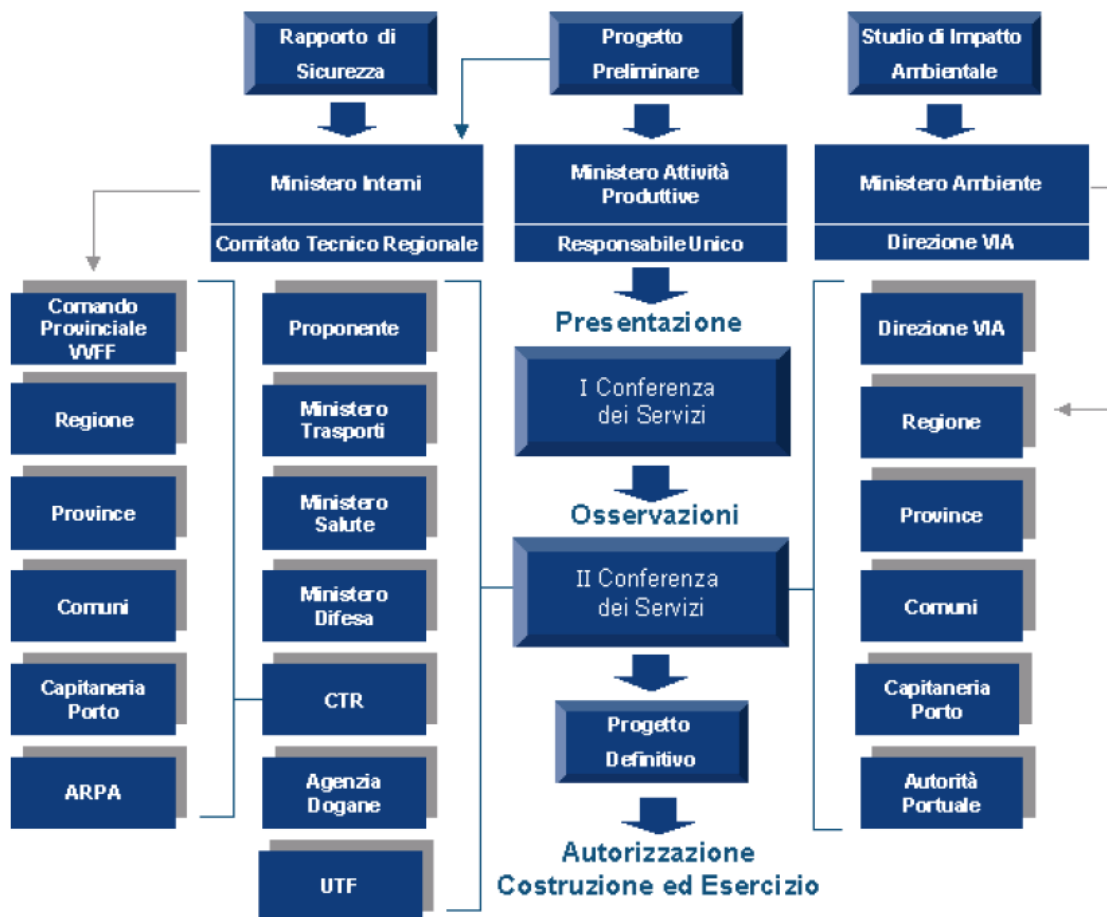 Rapporto di
Sicurezza
Progetto
Preliminare
Studio di Impatto
Ambientale
Ministero Interni
Comitato Tecnico Regionale
Ministero Attività
Produttive
Responsabile Unico
Ministero Ambiente
Direzione VIA
Comando
Provinciale
VVFF
Regione
Province
Comuni
Capitaneria
Porto
ARPA
Proponente
Ministero
Trasporti
Ministero
Salute
Ministero
Difesa
CTR
Agenzia
Dogane
UTF
Presentazione
I Conferenza
dei Servizi
Osservazioni
II Conferenza
dei Servizi
Progetto
Definitivo
Autorizzazione
Costruzione ed Esercizio
Direzione VIA
Regione
Province
Comuni
Capitaneria
Porto
Autorità
Portuale